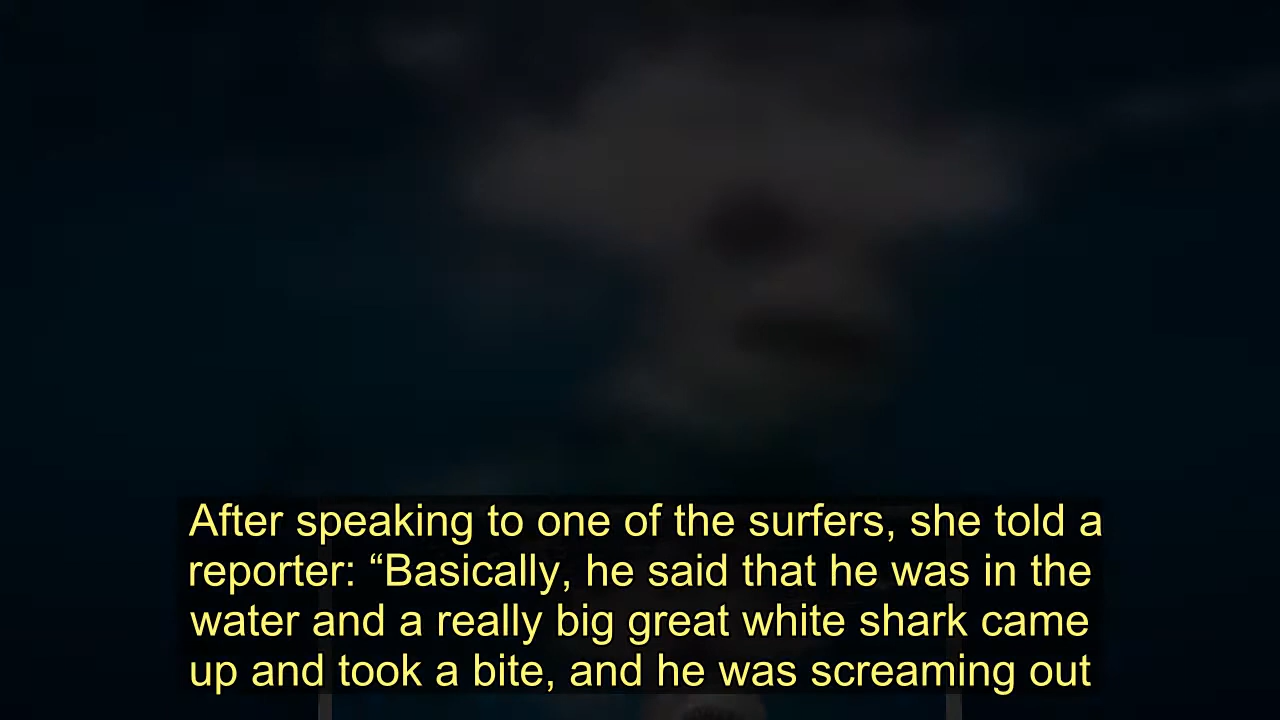 After speaking to one of the surfers, she told a
reporter: “Basically, he said that he was in the
water and a really big great white shark came
up and took a bite, and he was screaming out